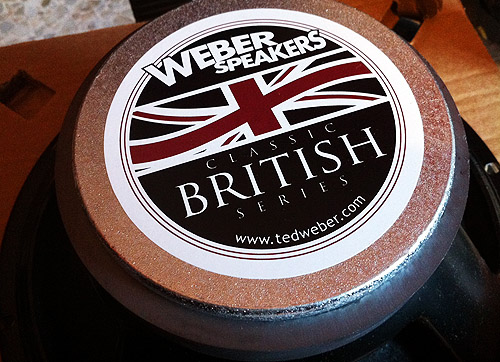 WEBER
SPEAKERS
CLASSIC
BRITISH
SERIES
www.tedweber.com